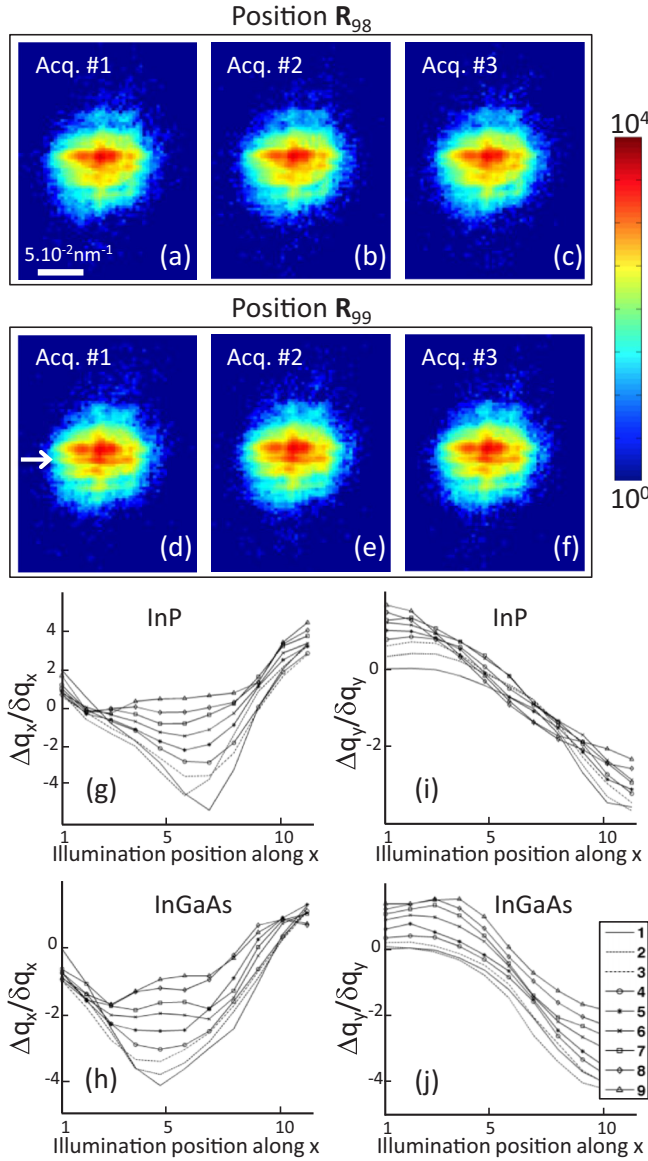 Position R98
Acq. #1
Acq. #2
Acq. #3
5.10⁻²nm⁻¹
(a)
(b)
(c)
10⁴
10⁰
Position R99
Acq. #1
Acq. #2
Acq. #3
(d)
(e)
(f)
InP
Δqx/δqx
4
2
0
-2
-4
(g)
1
5
10
Illumination position along x
InP
Δqy/δqy
0
-2
(i)
1
5
10
Illumination position along x
InGaAs
Δqx/δqx
0
-2
-4
(h)
1
5
10
Illumination position along x
InGaAs
Δqy/δqy
0
-2
-4
(j)
1
5
10
Illumination position along x
1
2
3
4
5
6
7
8
9